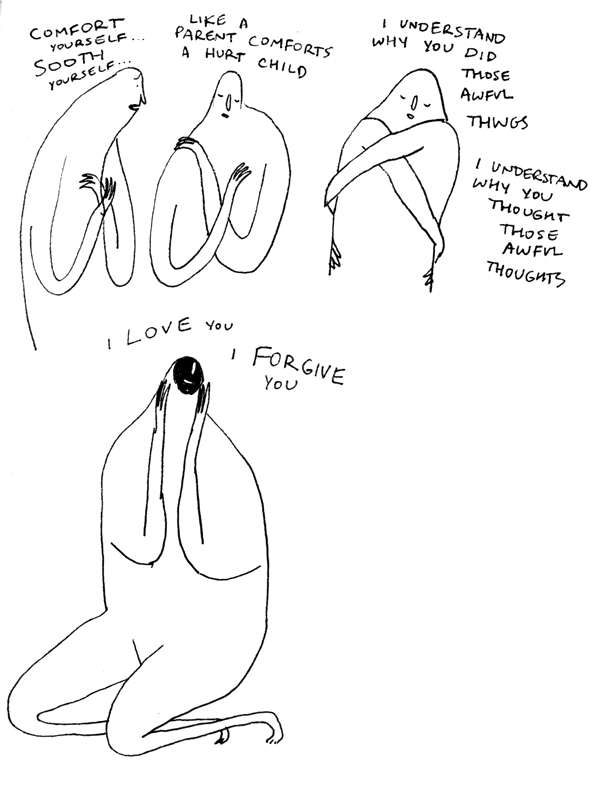 COMFORT
YOURSELF...
SOOTH
YOURSELF...
LIKE A
PARENT COMFORTS
A HURT CHILD
I UNDERSTAND
WHY YOU DID
THOSE
AWFUL
THINGS
I UNDERSTAND
WHY YOU
THOUGHT
THOSE
AWFUL
THOUGHTS
I LOVE YOU
I FORGIVE
YOU